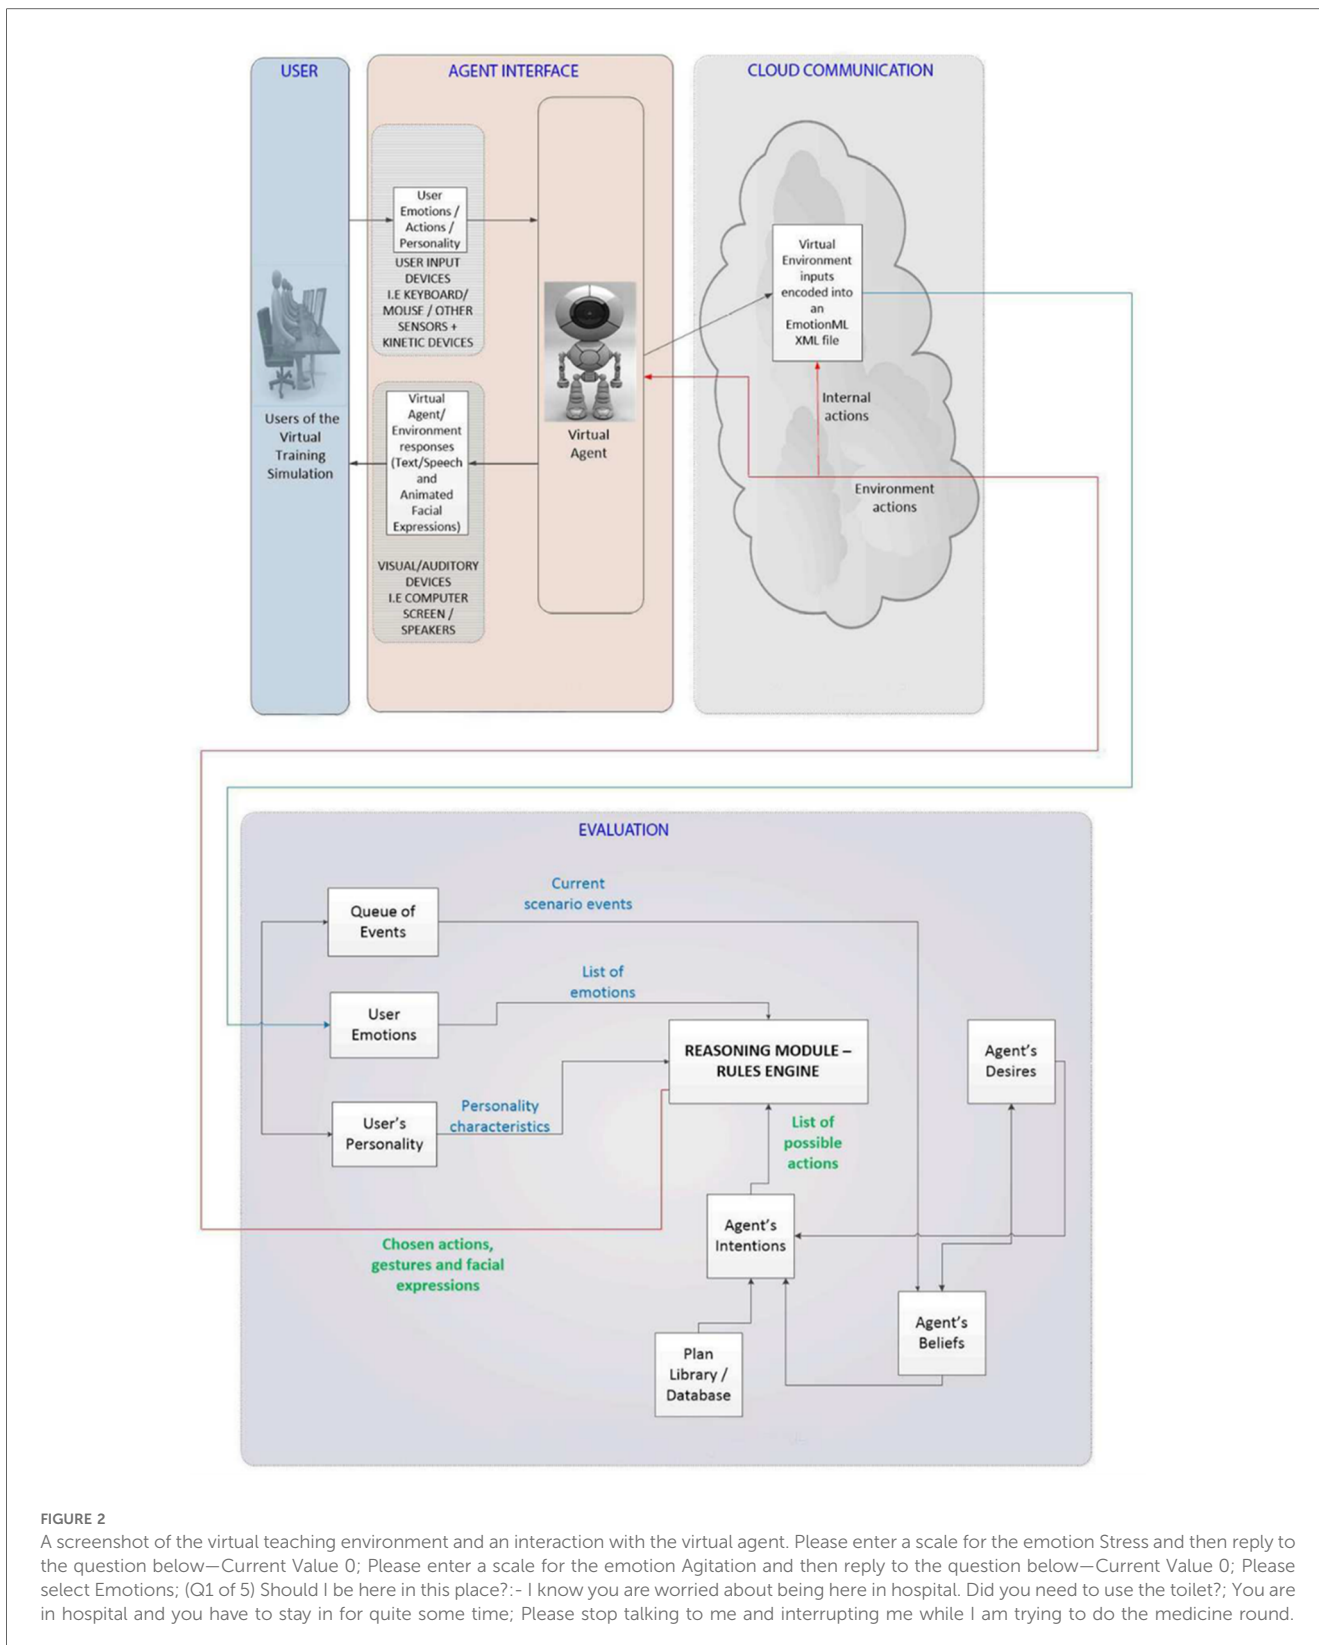 USER
AGENT INTERFACE
CLOUD COMMUNICATION
User
Emotions /
Actions /
Personality
USER INPUT
DEVICES
I.E KEYBOARD/
MOUSE / OTHER
SENSORS +
KINETIC DEVICES
Virtual
Agent/
Environment
responses
(Text/Speech
and
Animated
Facial
Expressions)
VISUAL/AUDITORY
DEVICES
I.E COMPUTER
SCREEN /
SPEAKERS
Users of the
Virtual
Training
Simulation
Virtual
Agent
Virtual
Environment
inputs
encoded into
an
EmotionML
XML file
Internal
actions
Environment
actions
EVALUATION
Queue of
Events
Current
scenario events
User
Emotions
List of
emotions
User's
Personality
Personality
characteristics
REASONING MODULE –
RULES ENGINE
Agent's
Desires
List of
possible
actions
Agent's
Intentions
Chosen actions,
gestures and facial
expressions
Agent's
Beliefs
Plan
Library /
Database
FIGURE 2
A screenshot of the virtual teaching environment and an interaction with the virtual agent. Please enter a scale for the emotion Stress and then reply to
the question below—Current Value 0; Please enter a scale for the emotion Agitation and then reply to the question below—Current Value 0; Please
select Emotions; (Q1 of 5) Should I be here in this place?:- I know you are worried about being here in hospital. Did you need to use the toilet?; You are
in hospital and you have to stay in for quite some time; Please stop talking to me and interrupting me while I am trying to do the medicine round.